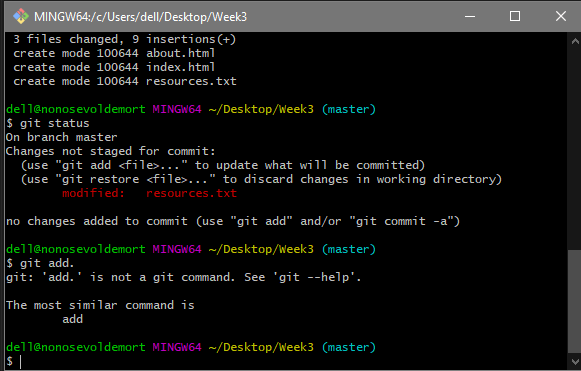 MINGW64:/c/Users/dell/Desktop/Week3
3 files changed, 9 insertions(+)
create mode 100644 about.html
create mode 100644 index.html
create mode 100644 resources.txt
dell@nonosevoldemort MINGW64 ~/Desktop/Week3 (master)
$ git status
On branch master
Changes not staged for commit:
(use "git add <file>..." to update what will be committed)
(use "git restore <file>..." to discard changes in working directory)
modified: resources.txt
no changes added to commit (use "git add" and/or "git commit -a")
dell@nonosevoldemort MINGW64 ~/Desktop/Week3 (master)
$ git add.
git: 'add.' is not a git command. See 'git --help'.
The most similar command is
add
dell@nonosevoldemort MINGW64 ~/Desktop/Week3 (master)
$